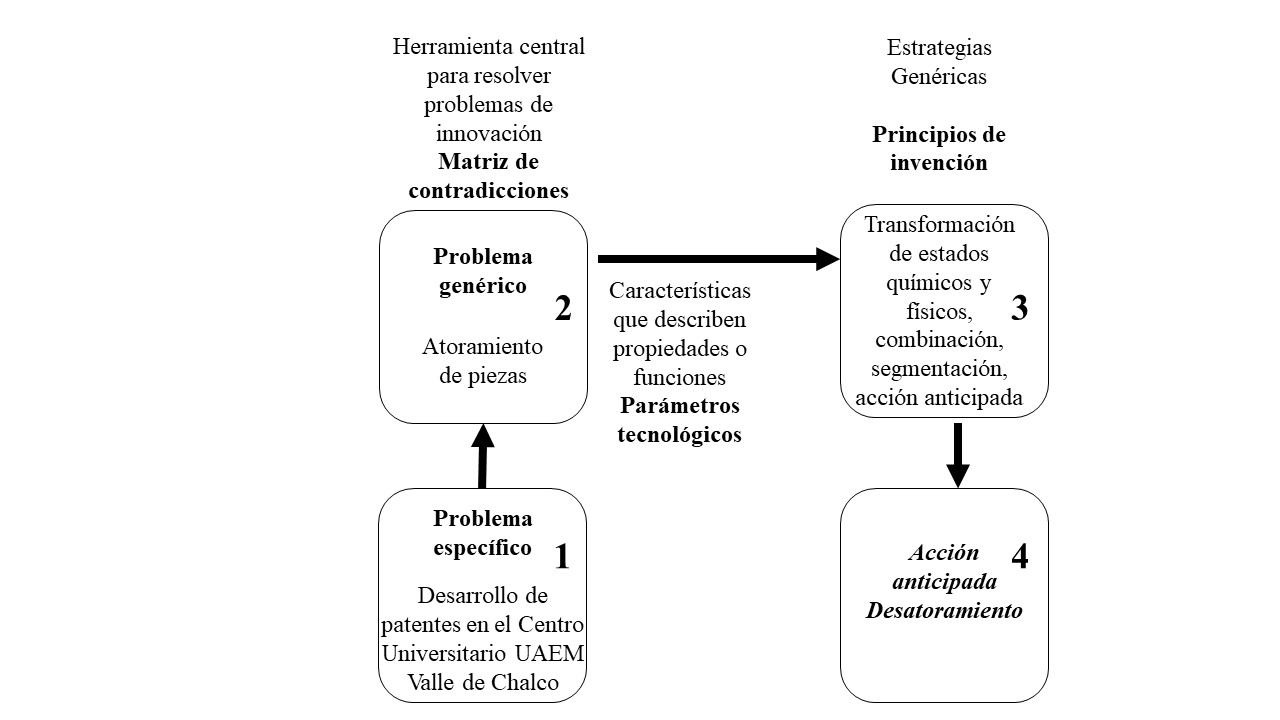 Herramienta central
para resolver
problemas de
innovación
Matriz de
contradicciones
Problema
genérico
2
Atoramiento
de piezas
Problema
específico
1
Desarrollo de
patentes en el Centro
Universitario UAEM
Valle de Chalco
Características
que describen
propiedades o
funciones
Parámetros
tecnológicos
Estrategias
Genéricas
Principios de
invención
Transformación
de estados
químicos y
físicos,
3
combinación,
segmentación,
acción anticipada
Acción
4
anticipada
Desatoramiento